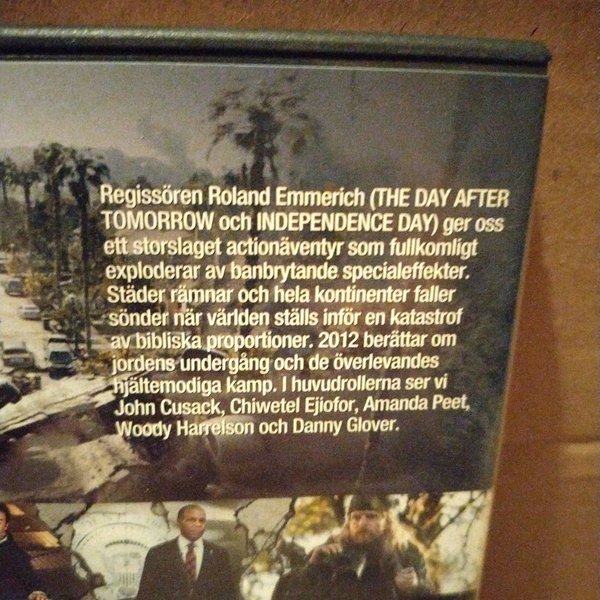 Regissören Roland Emmerich (THE DAY AFTER
TOMORROW och INDEPENDENCE DAY) ger oss
ett storslaget actionäventyr som fullkomligt
exploderar av banbrytande specialeffekter.
Städer rämnar och hela kontinenter faller
sönder när världen ställs inför en katastrof
av bibliska proportioner. 2012 berättar om
jordens undergång och de överlevandes
hjältemodiga kamp. I huvudrollerna ser vi
John Cusack, Chiwetel Ejiofor, Amanda Peet,
Woody Harrelson och Danny Glover.